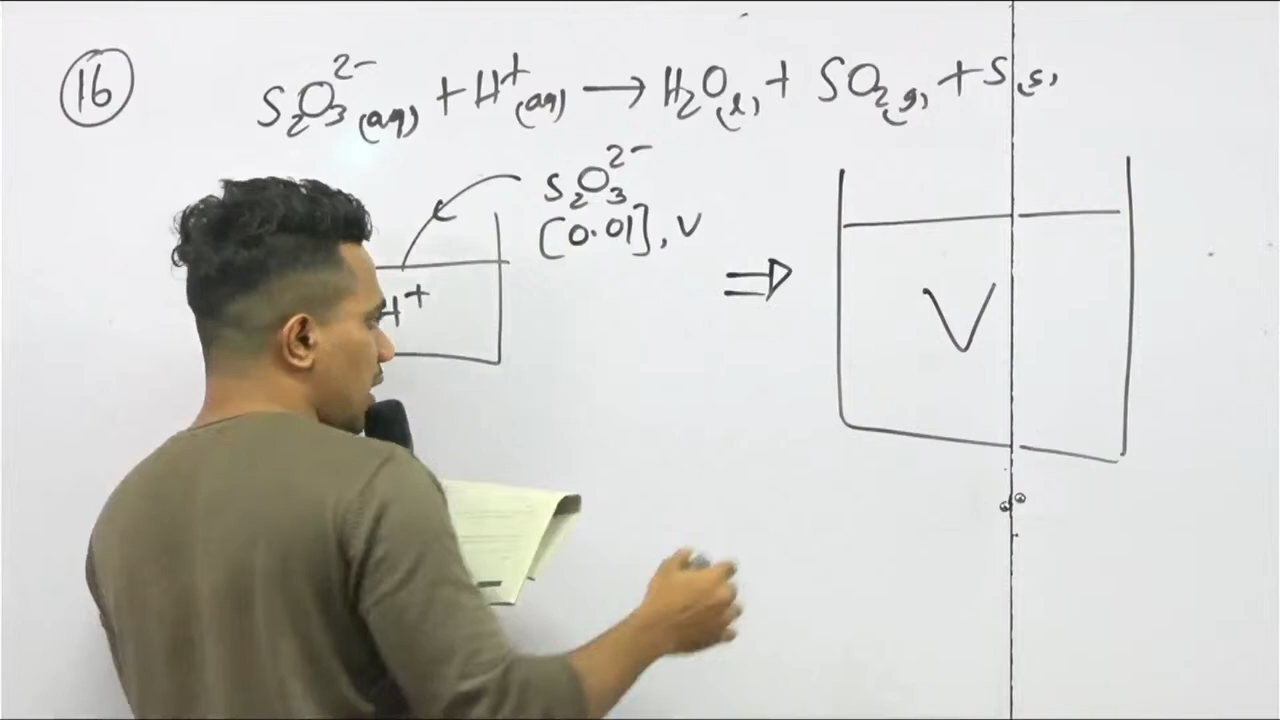 16
S₂O₃²⁻(aq) + H⁺(aq) → H₂O(l) + SO₂(g) + S(s)
S₂O₃²⁻
[0.01], V
H⁺
⇒
V